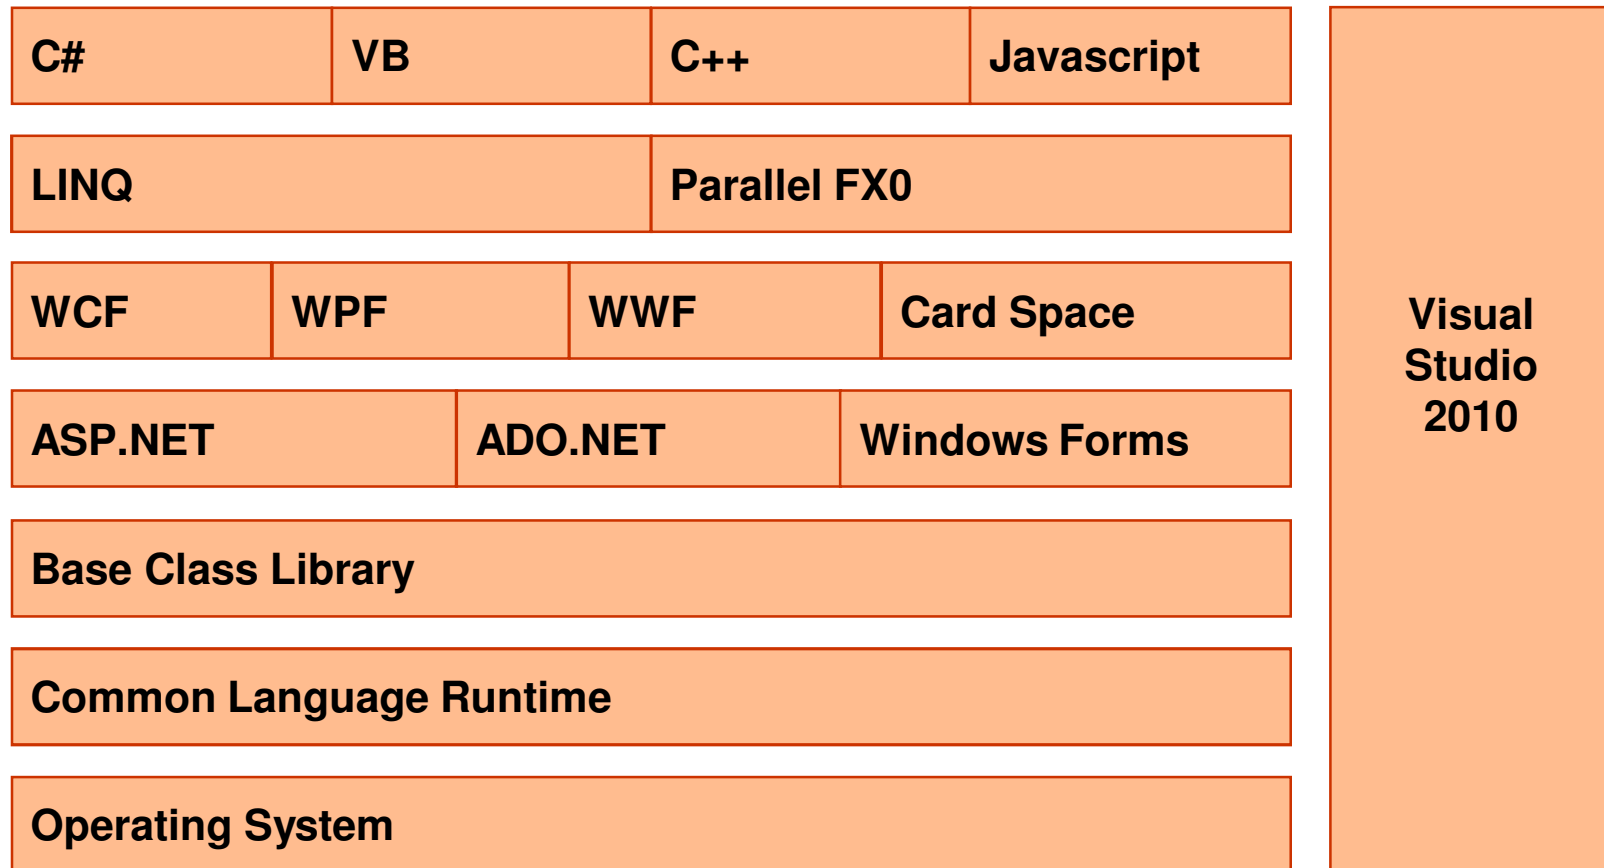 C# VB C++ Javascript
LINQ Parallel FX0
WCF WPF WWF Card Space
ASP.NET ADO.NET Windows Forms
Base Class Library
Common Language Runtime
Operating System
Visual
Studio
2010